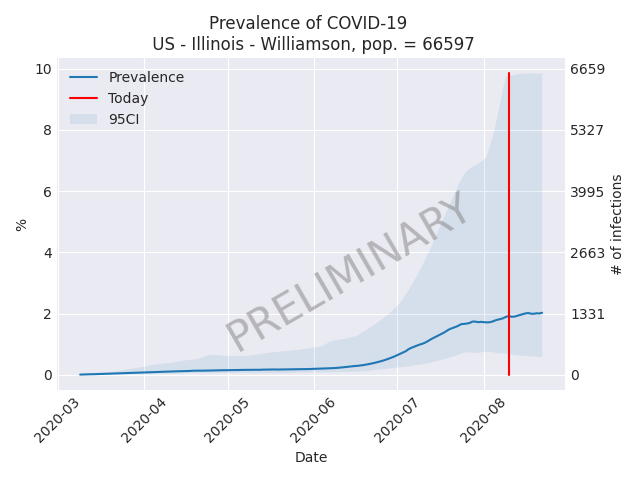 Prevalence of COVID-19
US - Illinois - Williamson, pop. = 66597
Prevalence
Today
95CI
10
8
6
4
2
0
%
6659
5327
3995
2663
1331
0
# of infections
PRELIMINARY
2020-03
2020-04
2020-05
2020-06
2020-07
2020-08
Date